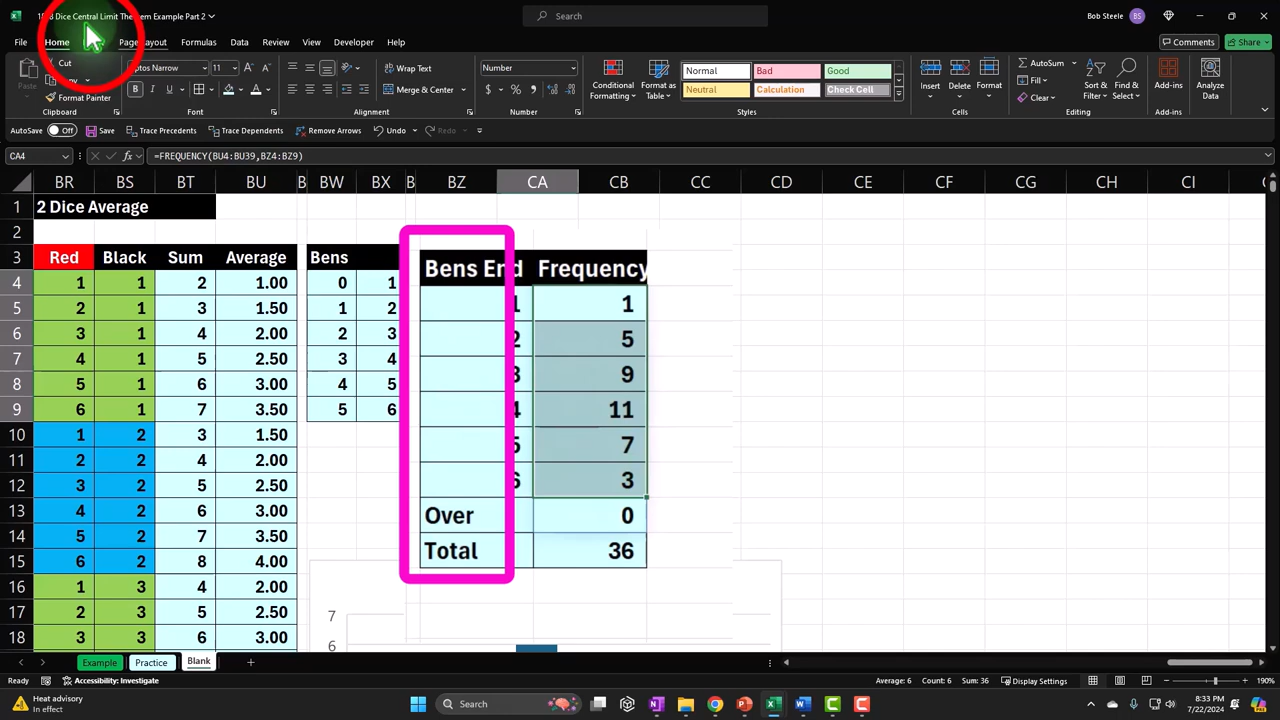 Dice Central Limit The em Example Part 2
Search
Bob Steele BS
File Home Page Layout Formulas Data Review View Developer Help
Comments Share
Cut
Format Painter
Clipboard
ptos Narrow 11
Font
Wrap Text
Merge & Center
Alignment
Number
Number
Conditional Formatting
Format as Table
Normal Bad Good
Neutral Calculation Check Cell
Styles
Insert Delete Format
Cells
AutoSum
Fill
Clear
Sort & Filter
Find & Select
Editing
Add-ins
Add-ins
Analyze Data
AutoSave Off Save Trace Precedents Trace Dependents Remove Arrows Undo Redo
CA4 fx =FREQUENCY(BU4:BU39,BZ4:BZ9)
BR BS BT BU B BW BX B BZ CA CB CC CD CE CF CG CH CI
1 2 Dice Average
2
3 Red Black Sum Average Bens Bens End Frequency
4 1 1 2 1.00 0 1 1 1
5 2 1 3 1.50 1 2 2 5
6 3 1 4 2.00 2 3 3 9
7 4 1 5 2.50 3 4 4 11
8 5 1 6 3.00 4 5 5 7
9 6 1 7 3.50 5 6 6 3
10 1 2 3 1.50 Over 0
11 2 2 4 2.00 Total 36
12 3 2 5 2.50
13 4 2 6 3.00
14 5 2 7 3.50
15 6 2 8 4.00
16 1 3 4 2.00
17 2 3 5 2.50 7
18 3 3 6 3.00 6
Example Practice Blank
Ready Accessibility: Investigate Average: 6 Count: 6 Sum: 36 Display Settings 190%
Heat advisory
In effect
Search
8:33 PM
7/22/2024